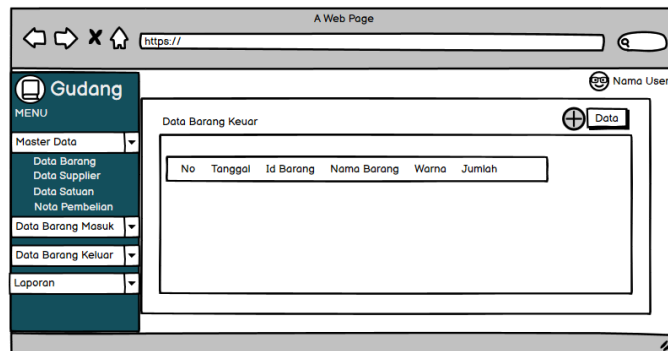 A Web Page
https://
Nama User
Gudang
MENU
Master Data
Data Barang
Data Supplier
Data Satuan
Nota Pembelian
Data Barang Masuk
Data Barang Keluar
Laporan
Data Barang Keuar
Data
No Tanggal Id Barang Nama Barang Warna Jumlah